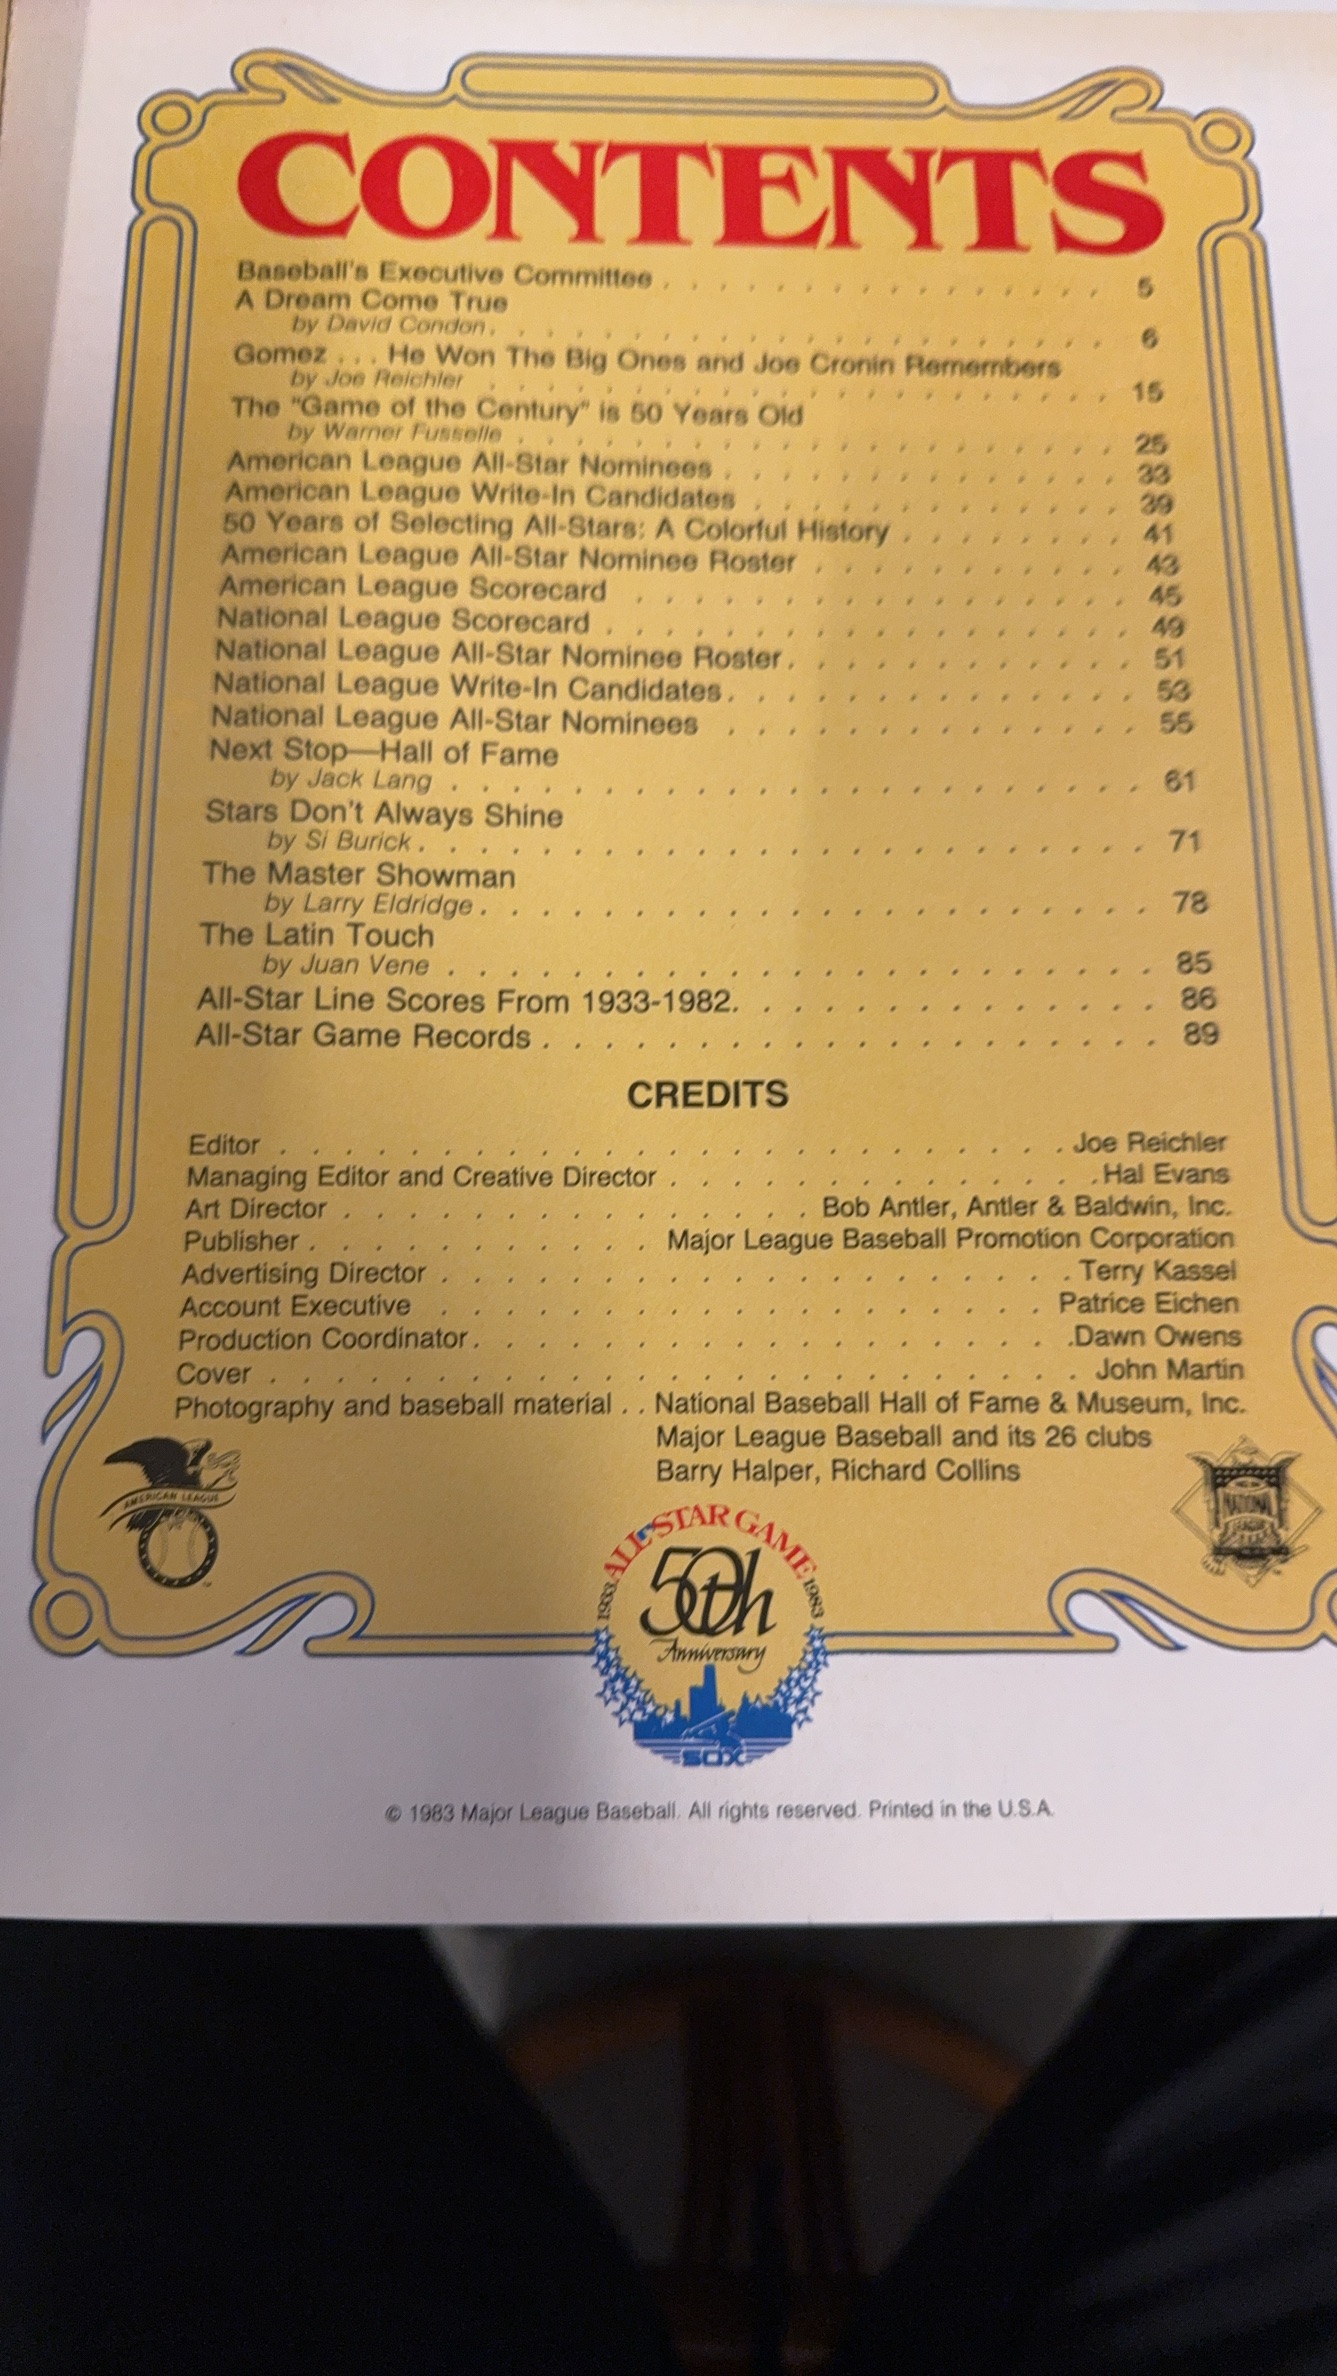 CONTENTS
Baseball's Executive Committee . . . . . . . . . . . . . . . 5
A Dream Come True
by David Condon. . . . . . . . . . . . . . . . . . . . . 6
Gomez . . . He Won The Big Ones and Joe Cronin Remembers
by Joe Reichler . . . . . . . . . . . . . . . . . . . . . 15
The "Game of the Century" is 50 Years Old
by Warner Fusselle . . . . . . . . . . . . . . . . . . . . 25
American League All-Star Nominees . . . . . . . . . . . . . . 33
American League Write-In Candidates . . . . . . . . . . . . . 39
50 Years of Selecting All-Stars: A Colorful History . . . . . . . . 41
American League All-Star Nominee Roster . . . . . . . . . . . 43
American League Scorecard . . . . . . . . . . . . . . . . . 45
National League Scorecard . . . . . . . . . . . . . . . . . . 49
National League All-Star Nominee Roster. . . . . . . . . . . . 51
National League Write-In Candidates. . . . . . . . . . . . . . 53
National League All-Star Nominees . . . . . . . . . . . . . . 55
Next Stop—Hall of Fame
by Jack Lang . . . . . . . . . . . . . . . . . . . . . . . 61
Stars Don't Always Shine
by Si Burick. . . . . . . . . . . . . . . . . . . . . . . . 71
The Master Showman
by Larry Eldridge. . . . . . . . . . . . . . . . . . . . . . 78
The Latin Touch
by Juan Vene . . . . . . . . . . . . . . . . . . . . . . . 85
All-Star Line Scores From 1933-1982. . . . . . . . . . . . . . 86
All-Star Game Records . . . . . . . . . . . . . . . . . . . . 89
CREDITS
Editor . . . . . . . . . . . . . . . . . . . . . . . . . Joe Reichler
Managing Editor and Creative Director . . . . . . . . . . . . . .Hal Evans
Art Director . . . . . . . . . . . . . . . Bob Antler, Antler & Baldwin, Inc.
Publisher . . . . . . . . . . . Major League Baseball Promotion Corporation
Advertising Director . . . . . . . . . . . . . . . . . . . . Terry Kassel
Account Executive . . . . . . . . . . . . . . . . . . . Patrice Eichen
Production Coordinator. . . . . . . . . . . . . . . . . . .Dawn Owens
Cover . . . . . . . . . . . . . . . . . . . . . . . . . John Martin
Photography and baseball material . . National Baseball Hall of Fame & Museum, Inc.
Major League Baseball and its 26 clubs
Barry Halper, Richard Collins
AMERICAN LEAGUE
NATIONAL
LEAGUE
ALL-STAR GAME
1933 50th 1983
Anniversary
SOX
© 1983 Major League Baseball. All rights reserved. Printed in the U.S.A.